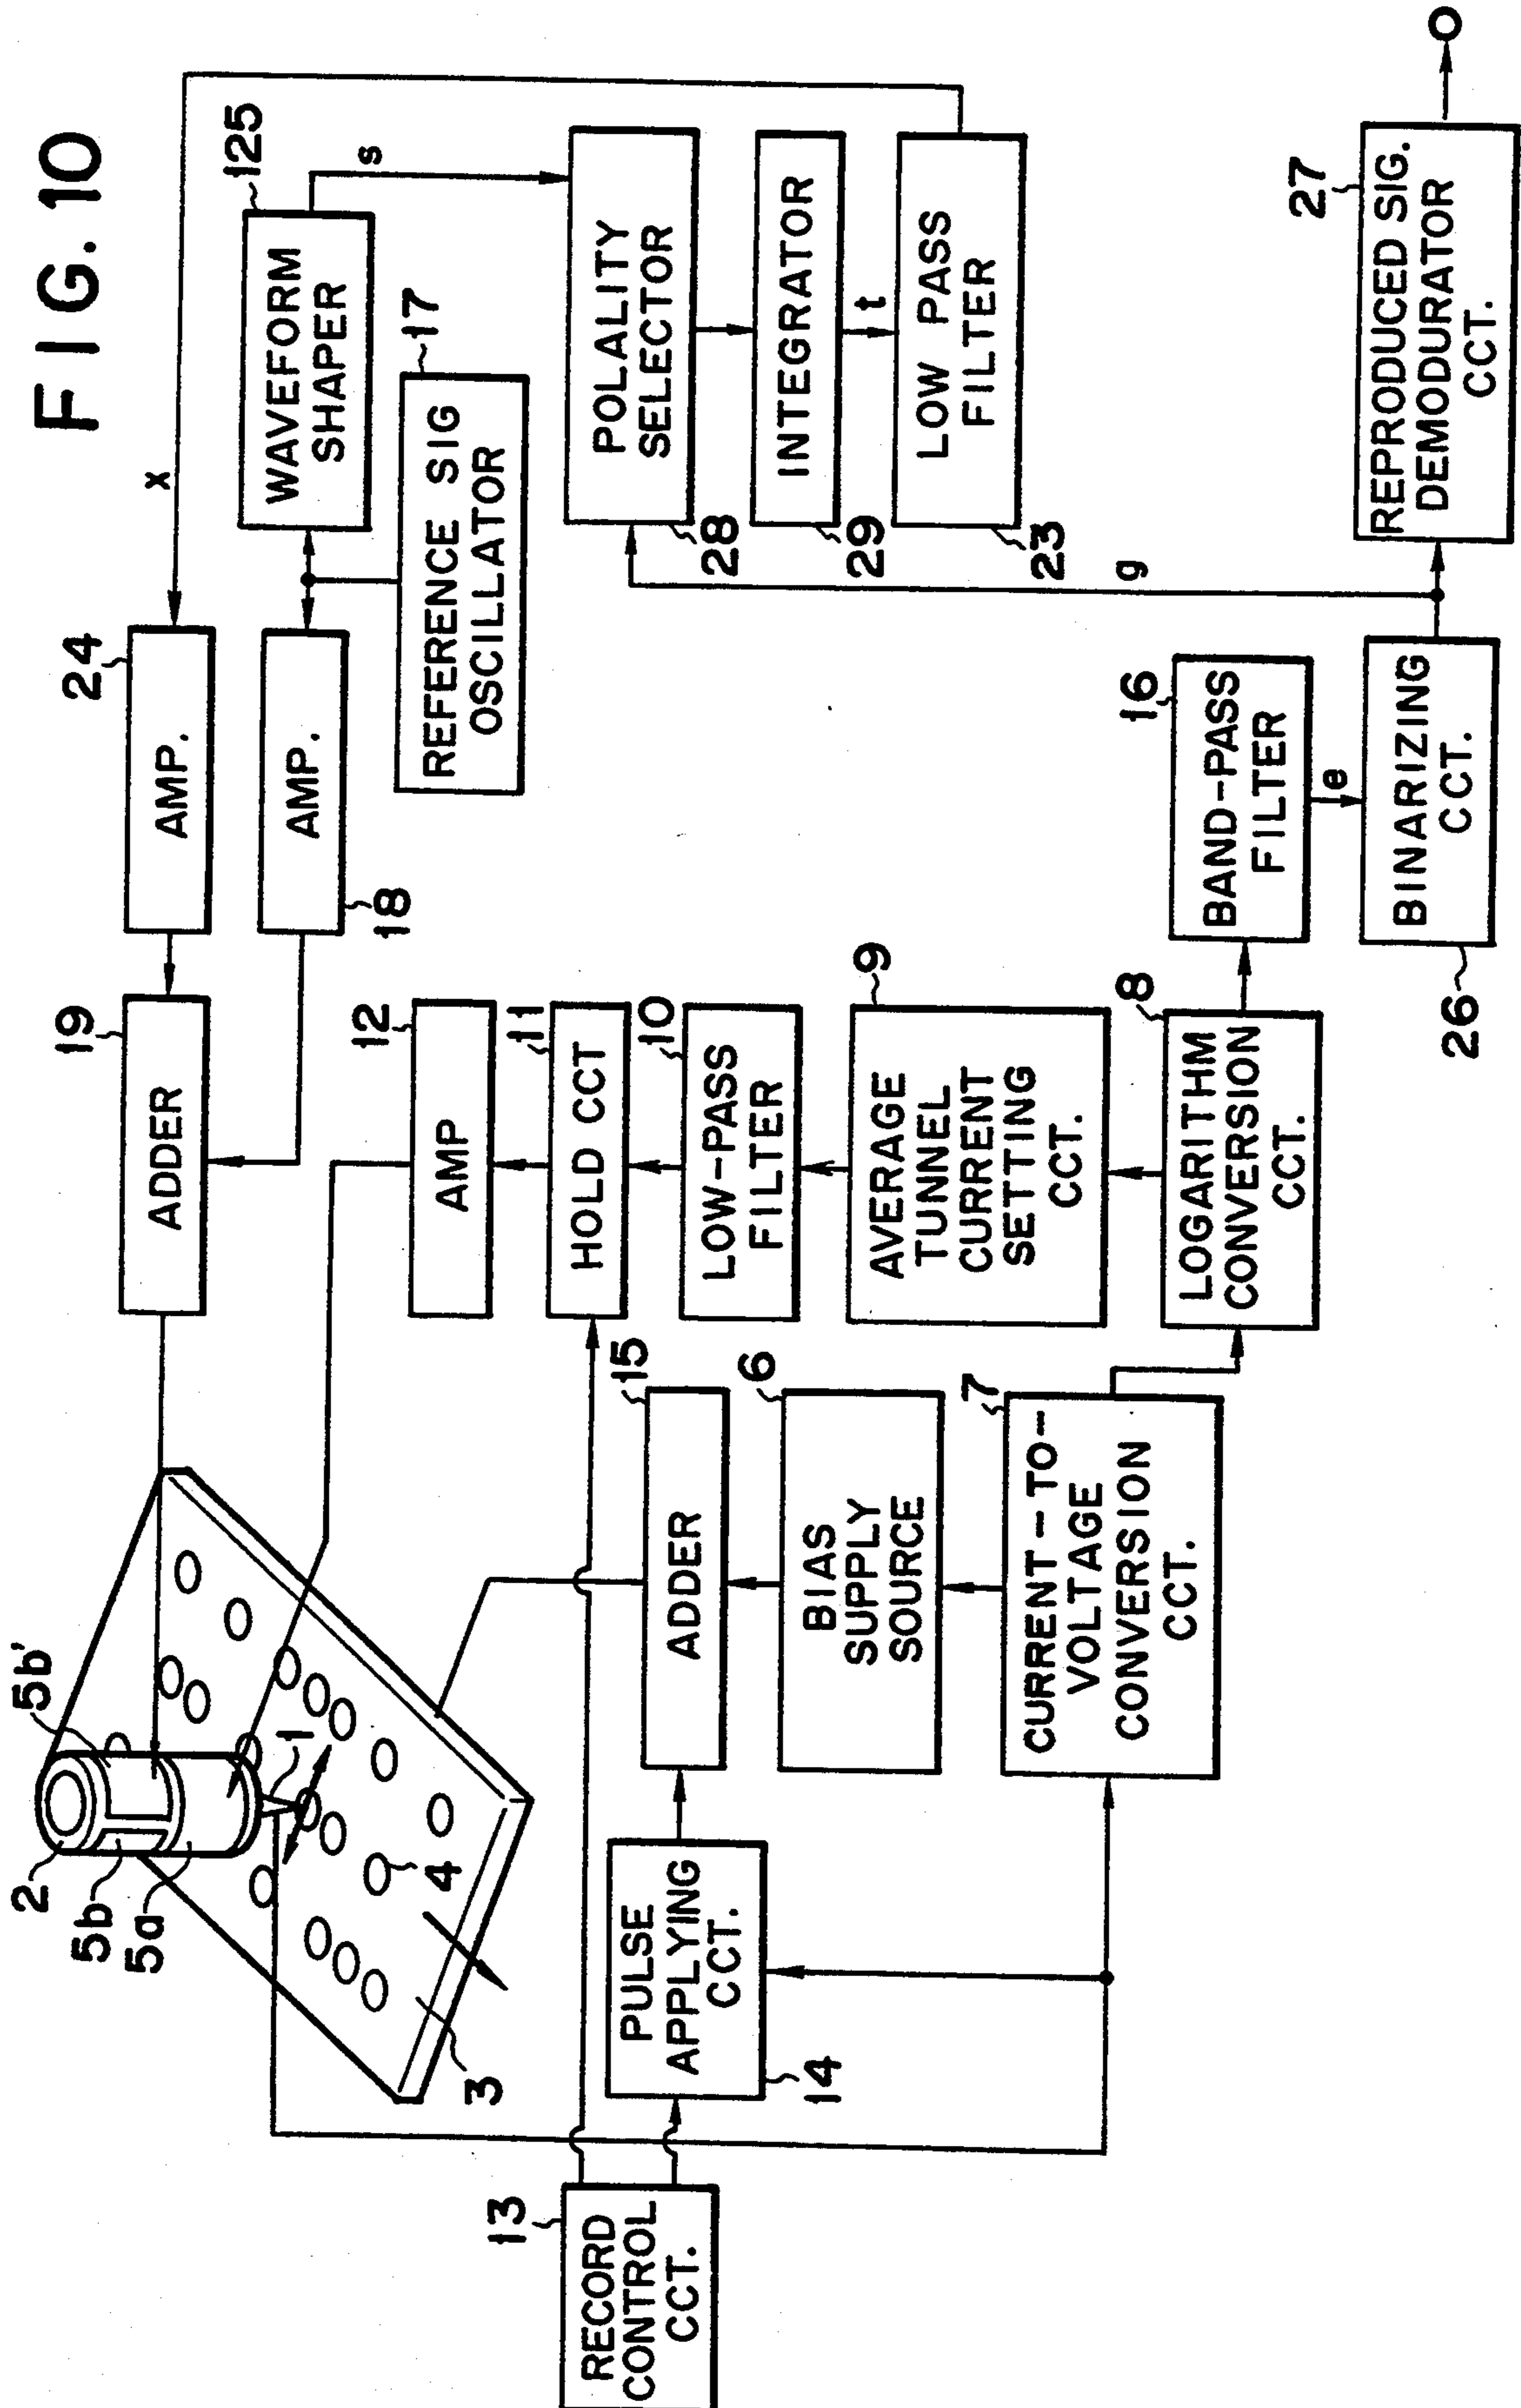 FIG. 10
2
5b
5a
5b'
1
4
3
19
ADDER
24
AMP.
x
AMP.
18
125
WAVEFORM
SHAPER
s
17
REFERENCE SIG
OSCILLATOR
12
AMP
11
HOLD CCT
10
LOW-PASS
FILTER
9
AVERAGE
TUNNEL
CURRENT
SETTING
CCT.
8
LOGARITHM
CONVERSION
CCT.
POLALITY
SELECTOR
28
INTEGRATOR
29
t
LOW PASS
FILTER
23
g
13
RECORD
CONTROL
CCT.
PULSE
APPLYING
CCT.
14
15
ADDER
6
BIAS
SUPPLY
SOURCE
7
CURRENT-TO-
VOLTAGE
CONVERSION
CCT.
16
BAND-PASS
FILTER
e
BINARIZING
CCT.
26
27
REPRODUCED SIG.
DEMODURATOR
CCT.